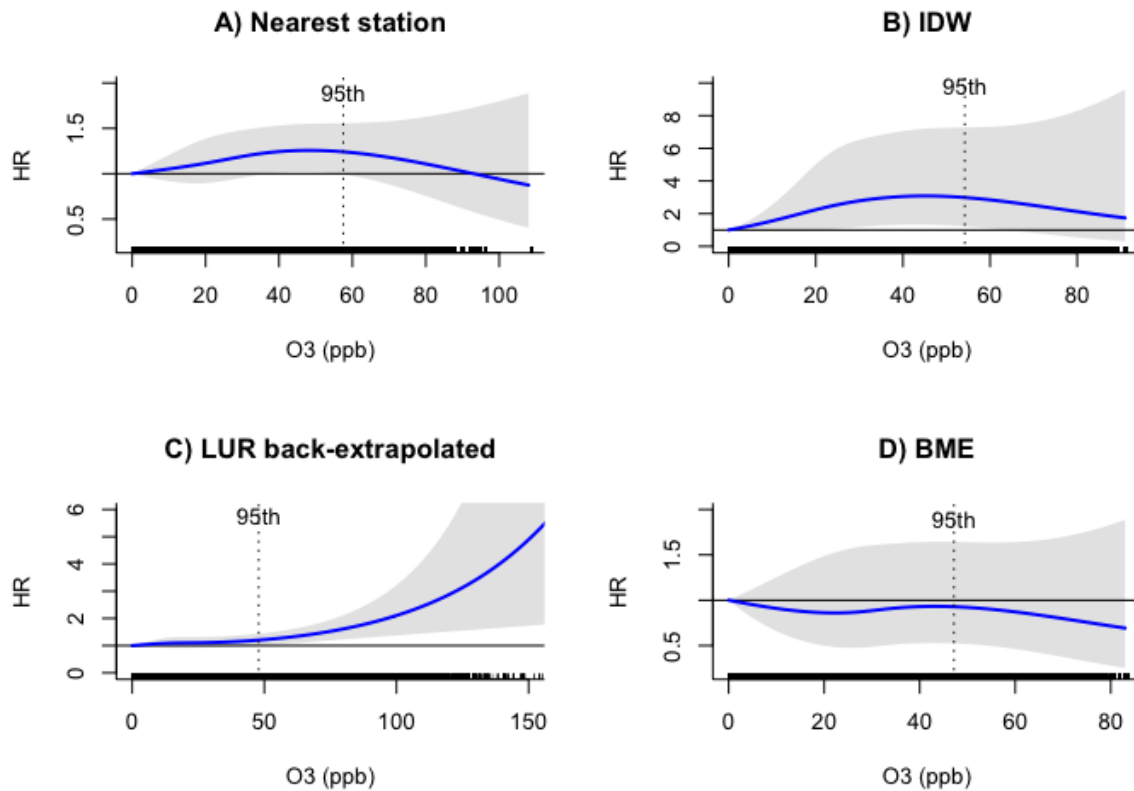 A) Nearest station
95th
HR
1.5
0.5
0 20 40 60 80 100
O3 (ppb)
B) IDW
95th
HR
8
6
4
2
0
0 20 40 60 80
O3 (ppb)
C) LUR back-extrapolated
95th
HR
6
4
2
0
0 50 100 150
O3 (ppb)
D) BME
95th
HR
1.5
0.5
0 20 40 60 80
O3 (ppb)